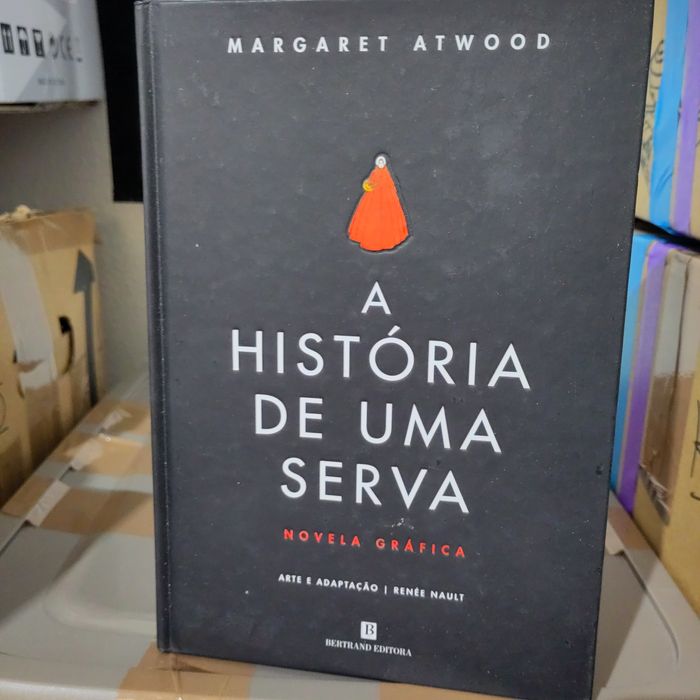 MARGARET ATWOOD
A
HISTÓRIA
DE UMA
SERVA
NOVELA GRÁFICA
ARTE E ADAPTAÇÃO | RENÉE NAULT
B
BERTRAND EDITORA